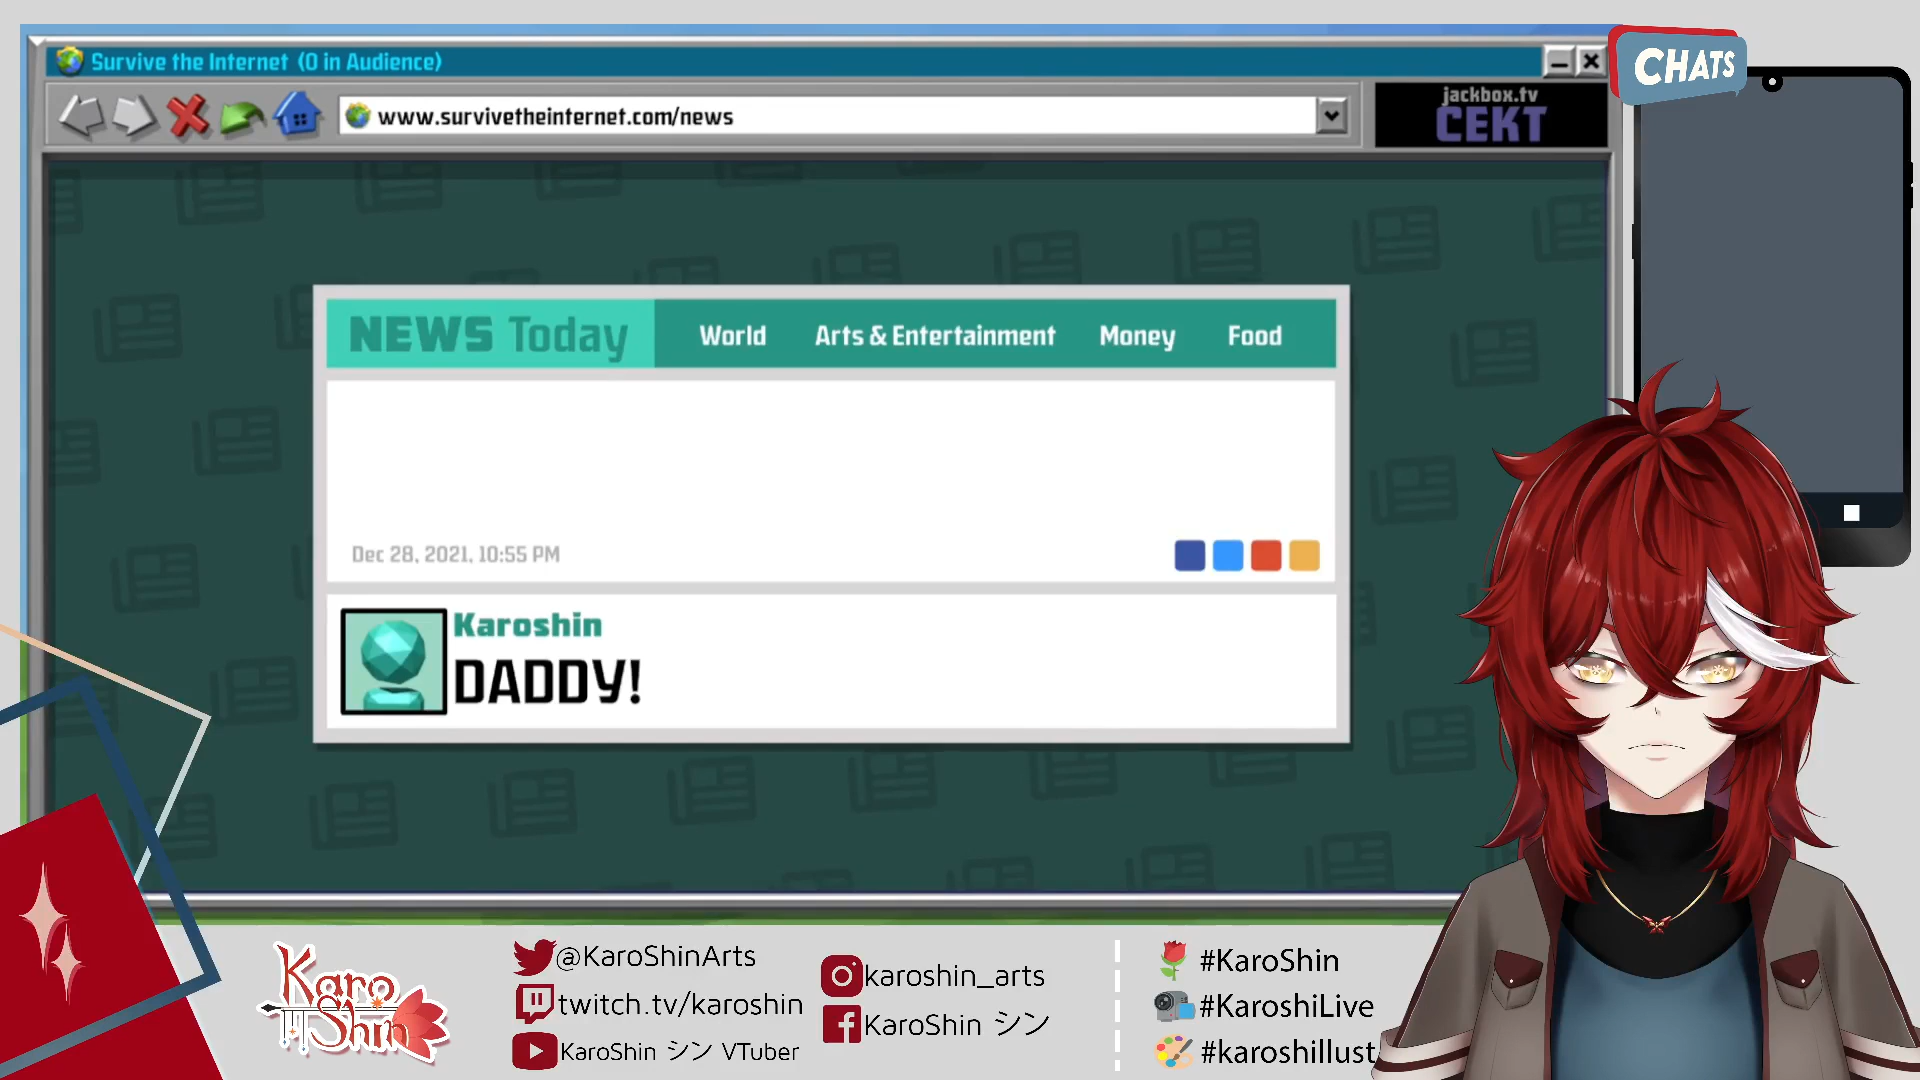 Survive the Internet (0 in Audience)
CHATS
www.survivetheinternet.com/news
jackbox.tv
CEKT
NEWS Today
World
Arts & Entertainment
Money
Food
Dec 28, 2021, 10:55 PM
Karoshin
DADDY!
Karo
Shin
@KaroShinArts
twitch.tv/karoshin
KaroShin シン VTuber
karoshin_arts
KaroShin シン
#KaroShin
#KaroshiLive
#karoshillust